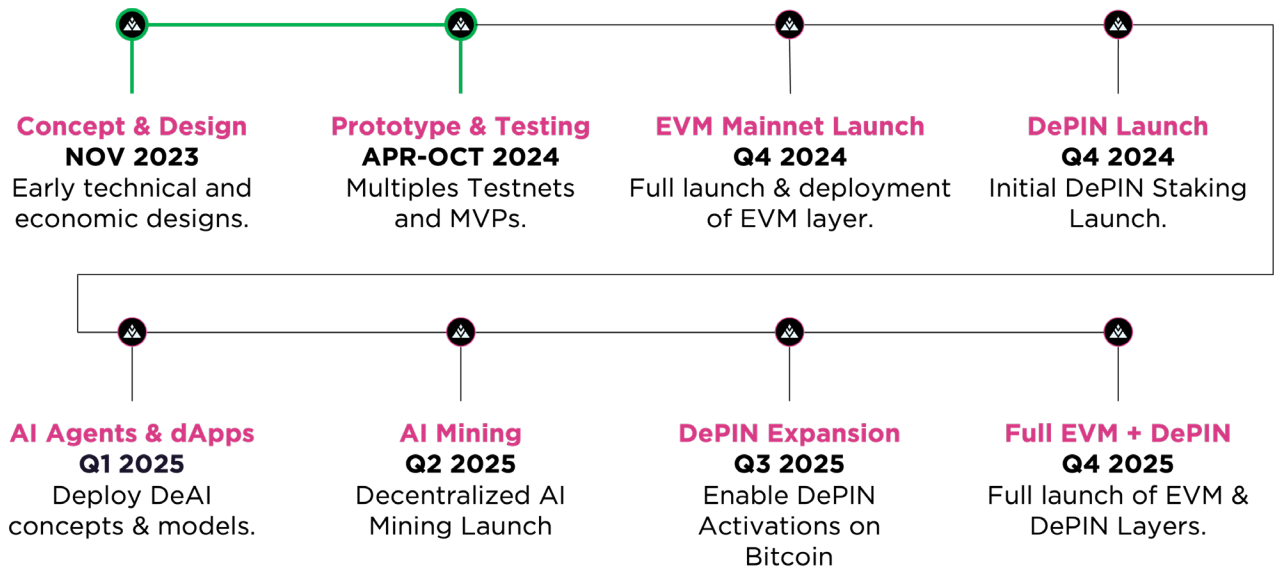 Concept & Design
NOV 2023
Early technical and
economic designs.
Prototype & Testing
APR-OCT 2024
Multiples Testnets
and MVPs.
EVM Mainnet Launch
Q4 2024
Full launch & deployment
of EVM layer.
DePIN Launch
Q4 2024
Initial DePIN Staking
Launch.
AI Agents & dApps
Q1 2025
Deploy DeAI
concepts & models.
AI Mining
Q2 2025
Decentralized AI
Mining Launch
DePIN Expansion
Q3 2025
Enable DePIN
Activations on
Bitcoin
Full EVM + DePIN
Q4 2025
Full launch of EVM &
DePIN Layers.